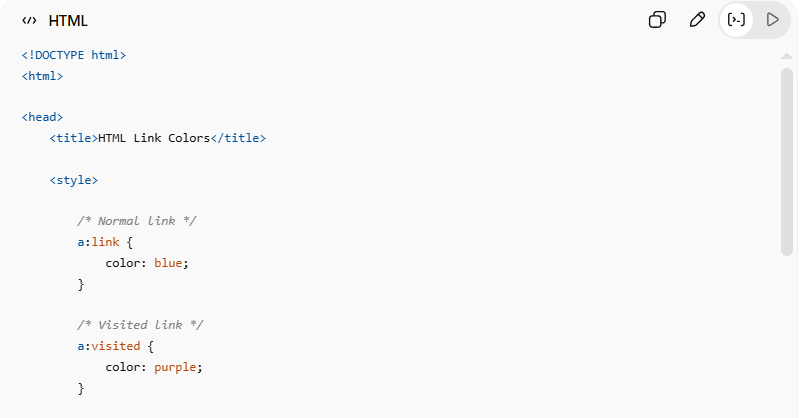 </> HTML
<!DOCTYPE html>
<html>
<head>
<title>HTML Link Colors</title>
<style>
/* Normal link */
a:link {
color: blue;
}
/* Visited link */
a:visited {
color: purple;
}